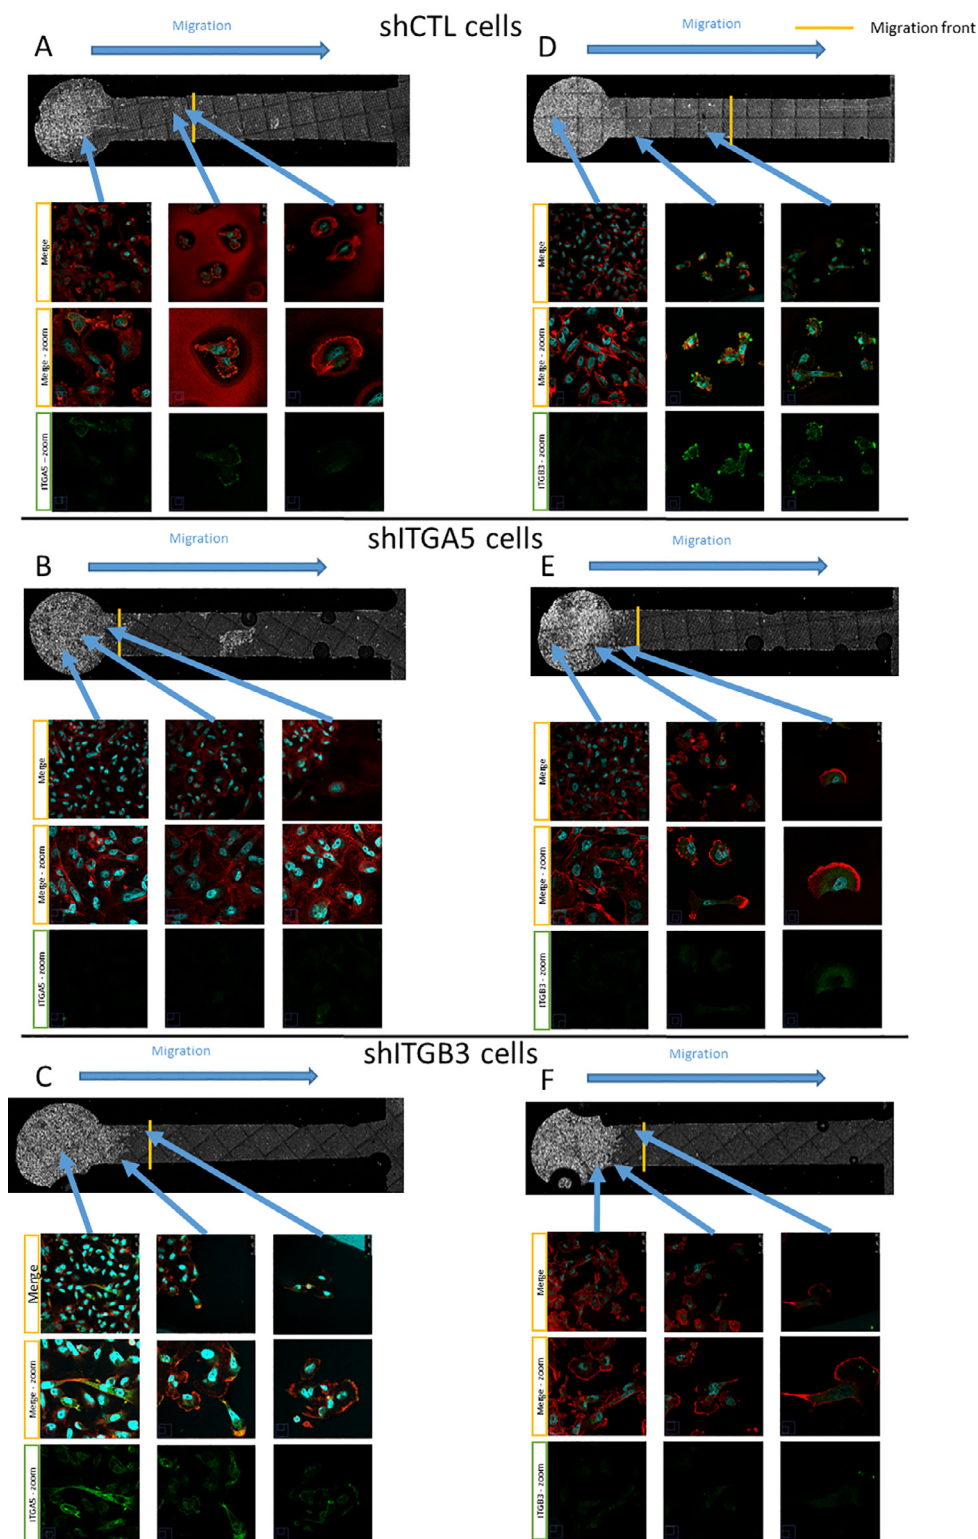 shCTL cells
Migration front
A
Migration
D
Migration
Merge
Merge - zoom
ITGA5 – zoom
Merge
Merge - zoom
ITGB3 - zoom
shITGA5 cells
B
Migration
E
Migration
Merge
Merge - zoom
ITGA5 - zoom
Merge
Merge - zoom
ITGB3 - zoom
shITGB3 cells
C
Migration
F
Migration
Merge
Merge - zoom
ITGA5 - zoom
Merge
Merge - zoom
ITGB3 - zoom